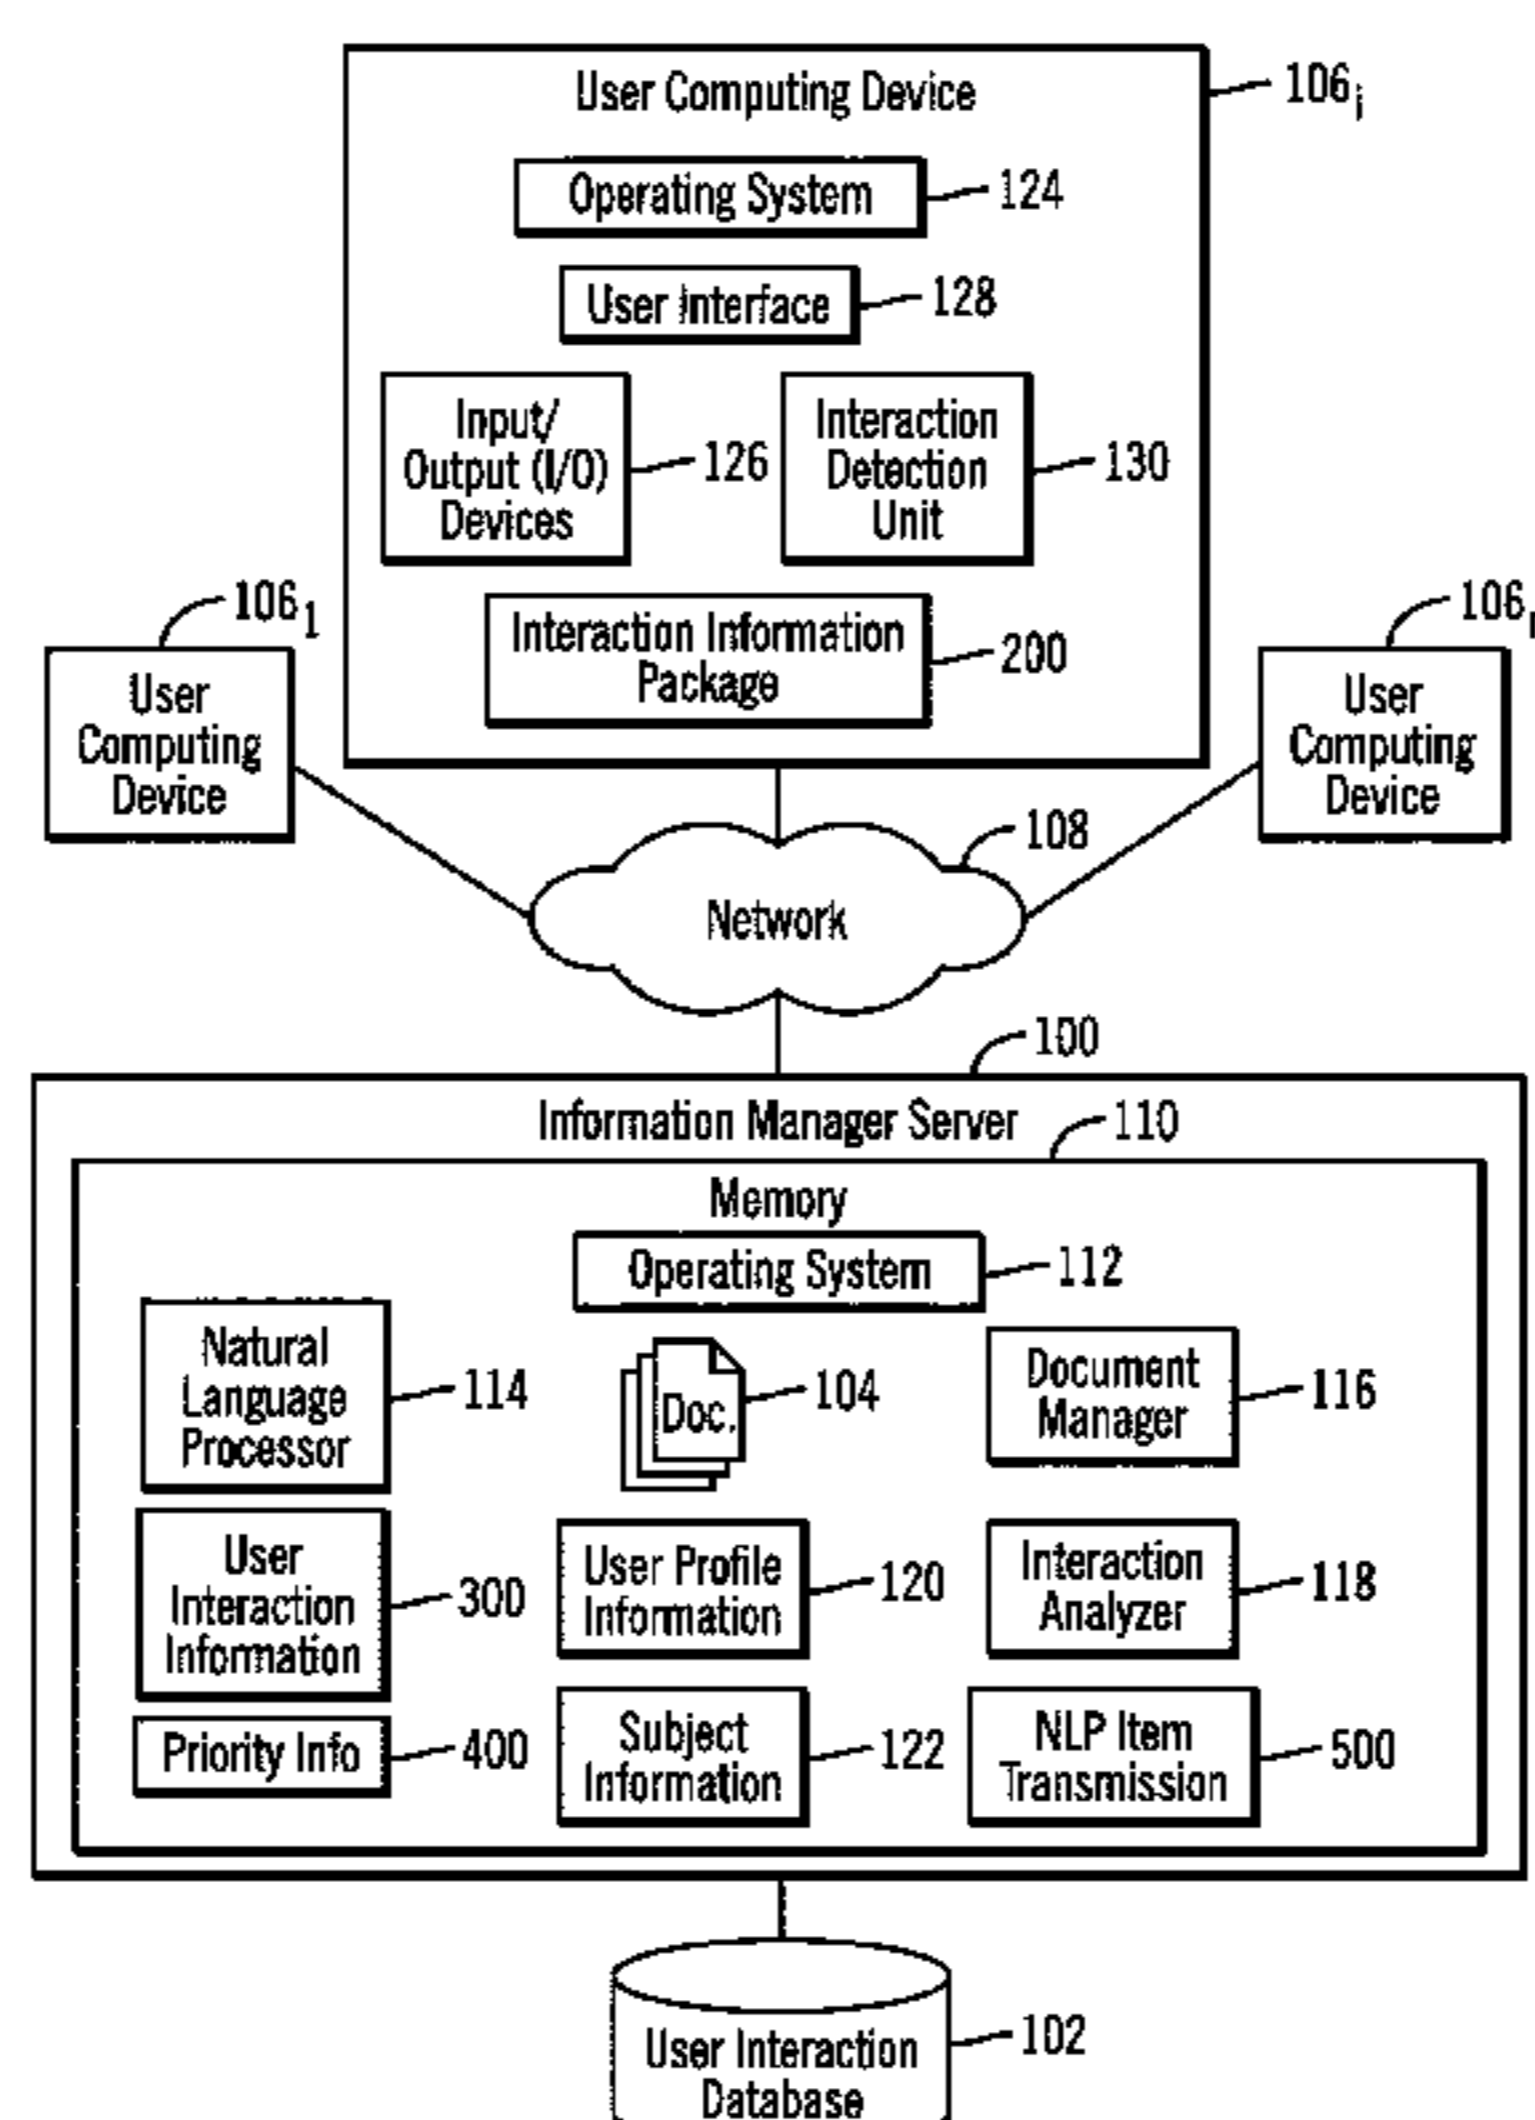 User Computing Device
106i
Operating System
124
User Interface
128
Input/
Output (I/O)
Devices
126
Interaction
Detection
Unit
130
Interaction Information
Package
200
1061
User
Computing
Device
106
User
Computing
Device
108
Network
100
Information Manager Server
110
Memory
Operating System
112
Natural
Language
Processor
114
Doc.
104
Document
Manager
116
User
Interaction
Information
300
User Profile
Information
120
Interaction
Analyzer
118
Priority Info
400
Subject
Information
122
NLP Item
Transmission
500
User Interaction
Database
102